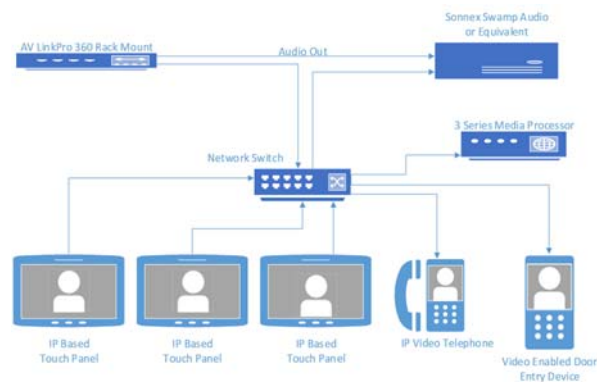 Sonnex Swamp Audio
or Equivalent
AV LinkPro 360 Rack Mount
Audio Out
3 Series Media Processor
Network Switch
IP Based
Touch Panel
IP Based
Touch Panel
IP Based
Touch Panel
IP Video Telephone
Video Enabled Door
Entry Device